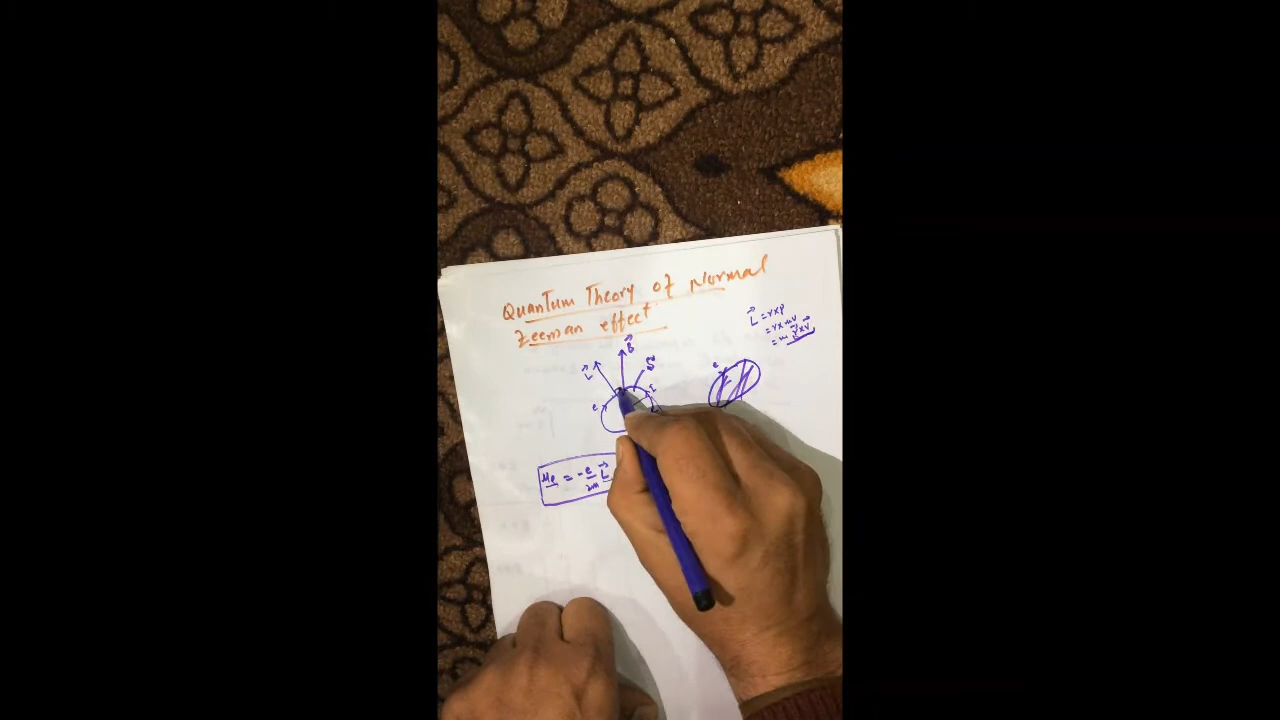 Quantum Theory of Normal
Zeeman effect
L⃗ = r×p
= r×mv
= m r⃗×v⃗
B⃗
L⃗
e
e
μe = -e/2m L⃗